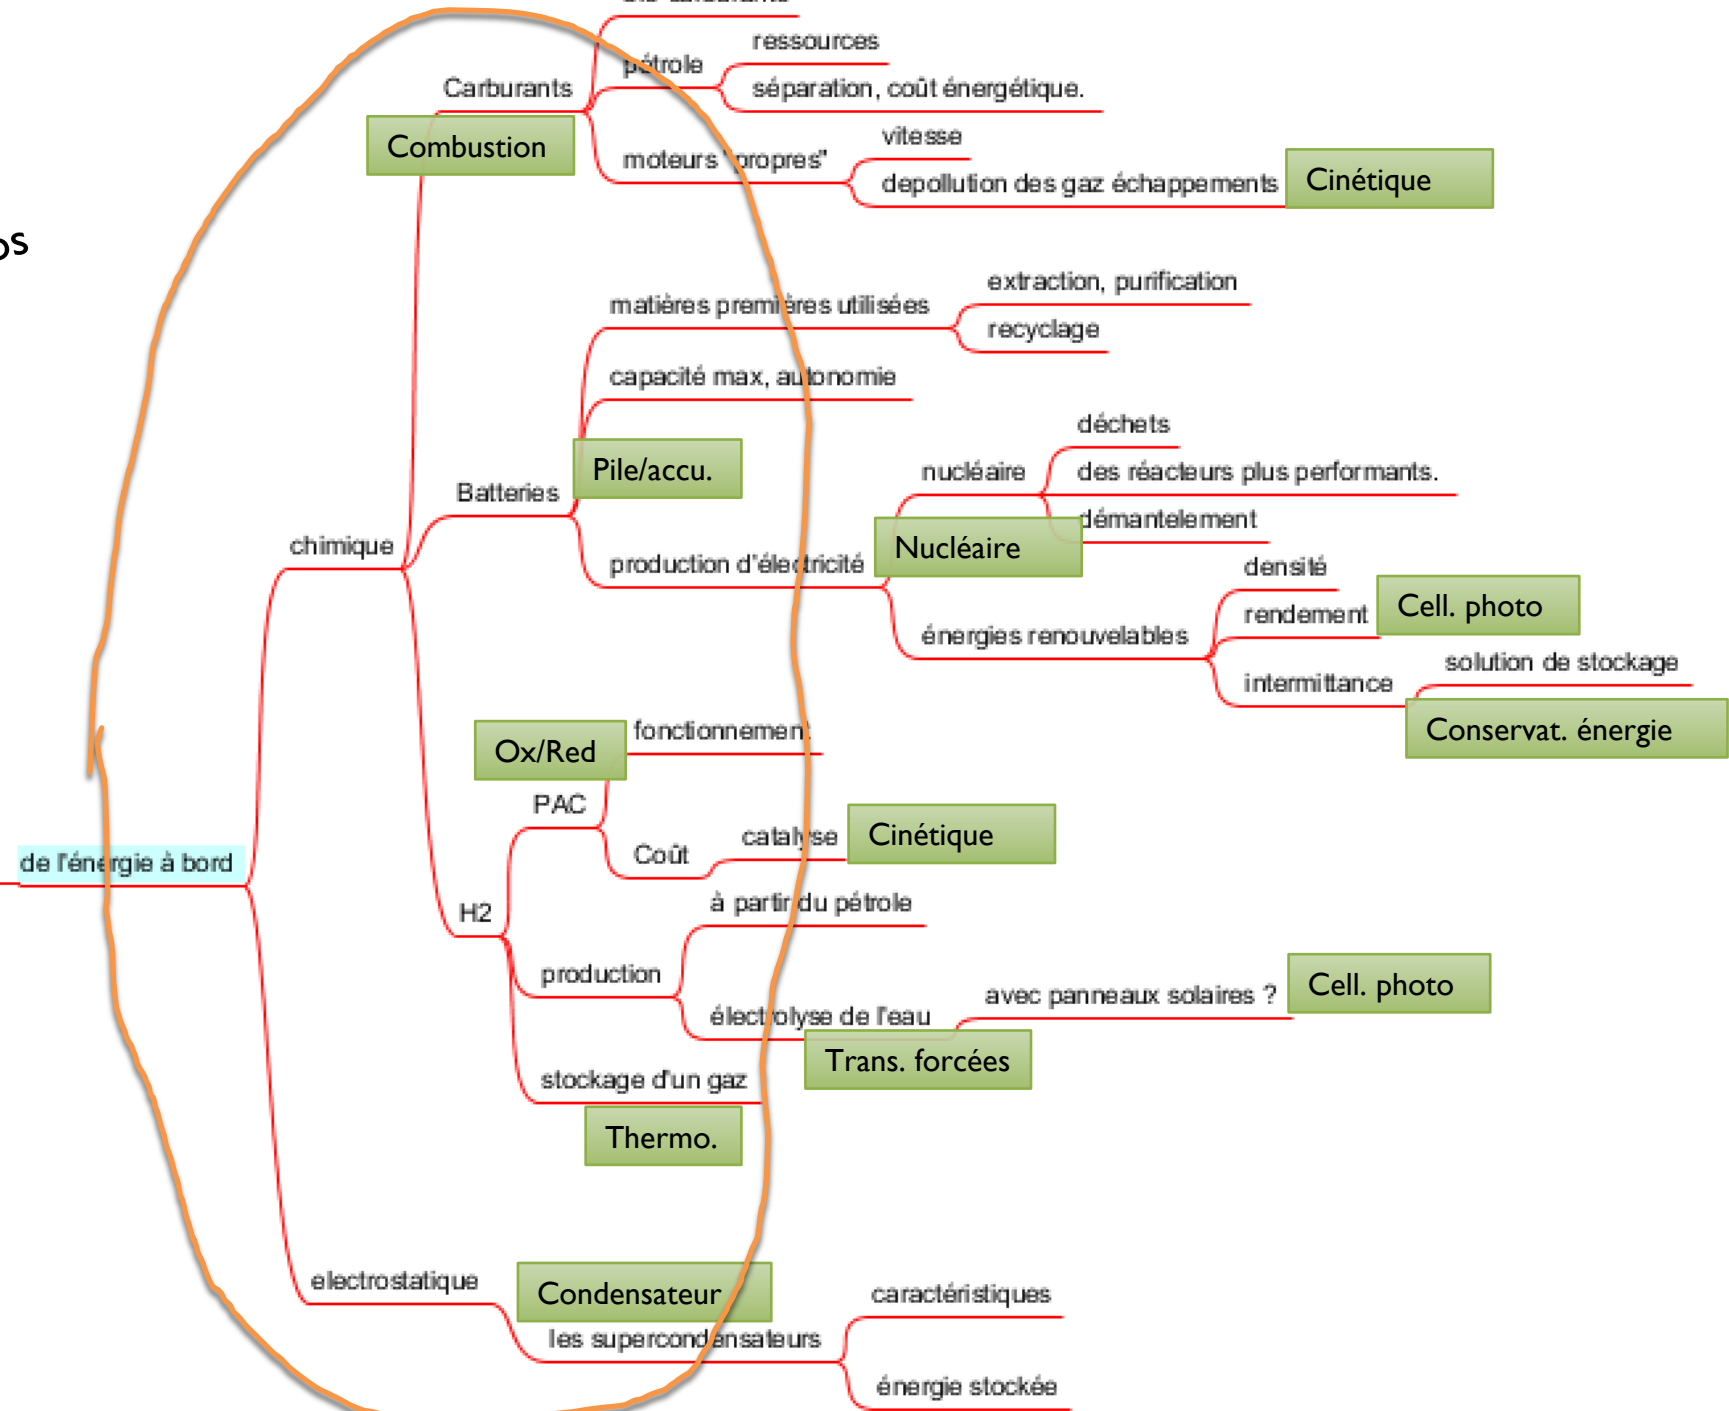 ressources
pétrole
séparation, coût énergétique.
Carburants
Combustion
vitesse
moteurs "propres"
depollution des gaz échappements
Cinétique
extraction, purification
matières premières utilisées
recyclage
capacité max, autonomie
déchets
Pile/accu.
nucléaire
des réacteurs plus performants.
Batteries
démantelement
Nucléaire
chimique
production d'électricité
densité
rendement
Cell. photo
énergies renouvelables
solution de stockage
intermittance
Conservat. énergie
fonctionnement
Ox/Red
PAC
catalyse
Cinétique
Coût
de l'énergie à bord
à partir du pétrole
H2
production
avec panneaux solaires ?
Cell. photo
électrolyse de l'eau
Trans. forcées
stockage d'un gaz
Thermo.
electrostatique
Condensateur
caractéristiques
les supercondensateurs
énergie stockée